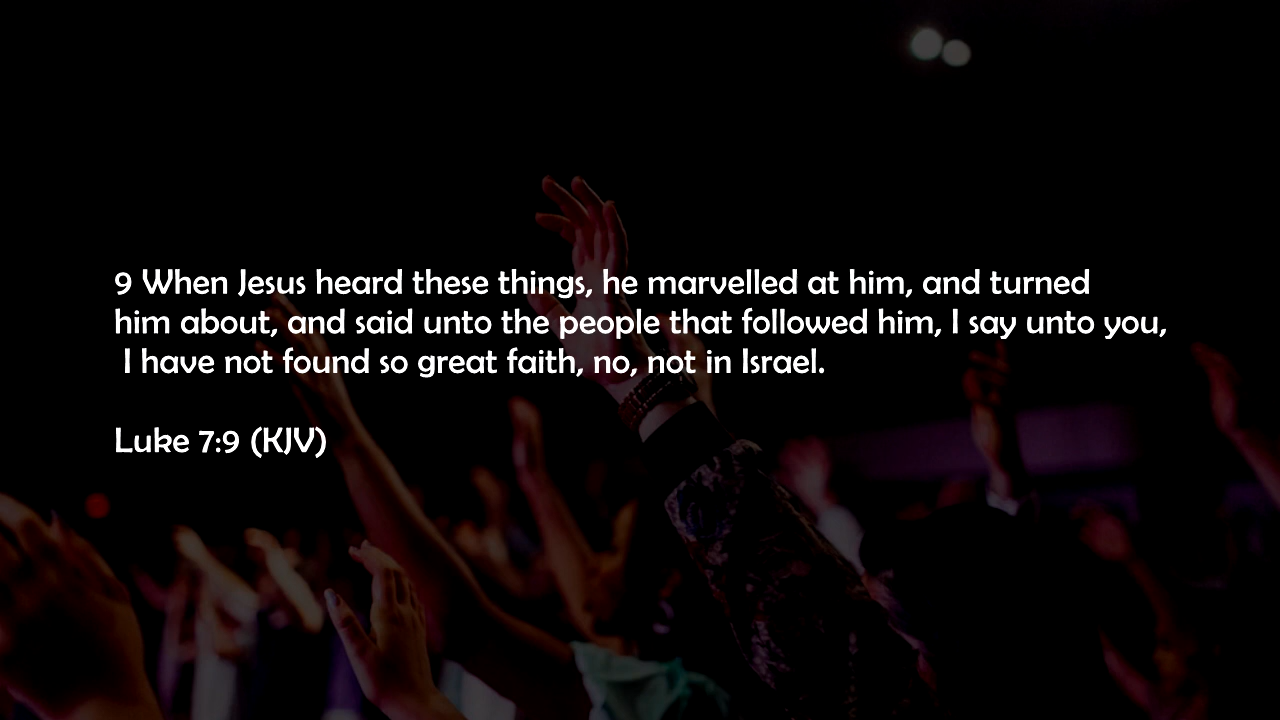 9 When Jesus heard these things, he marvelled at him, and turned
him about, and said unto the people that followed him, I say unto you,
I have not found so great faith, no, not in Israel.
Luke 7:9 (KJV)